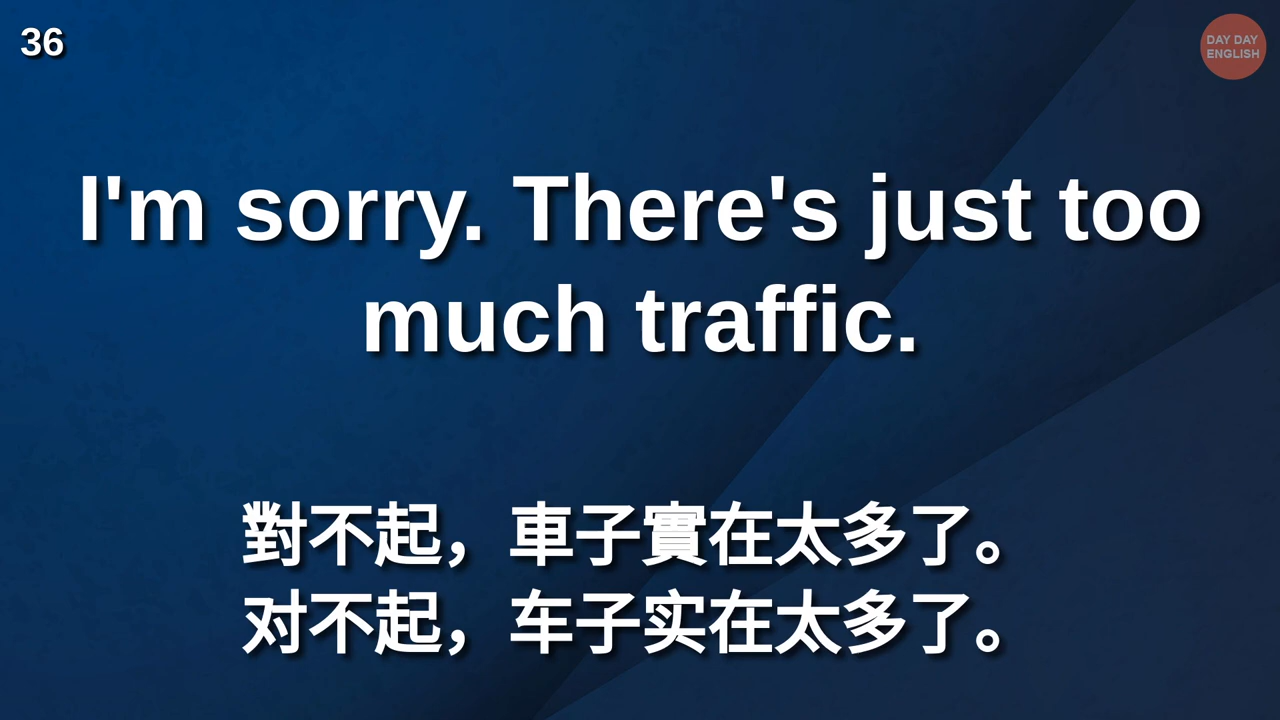 36
DAY DAY
ENGLISH
I'm sorry. There's just too
much traffic.
對不起，車子實在太多了。
对不起，车子实在太多了。